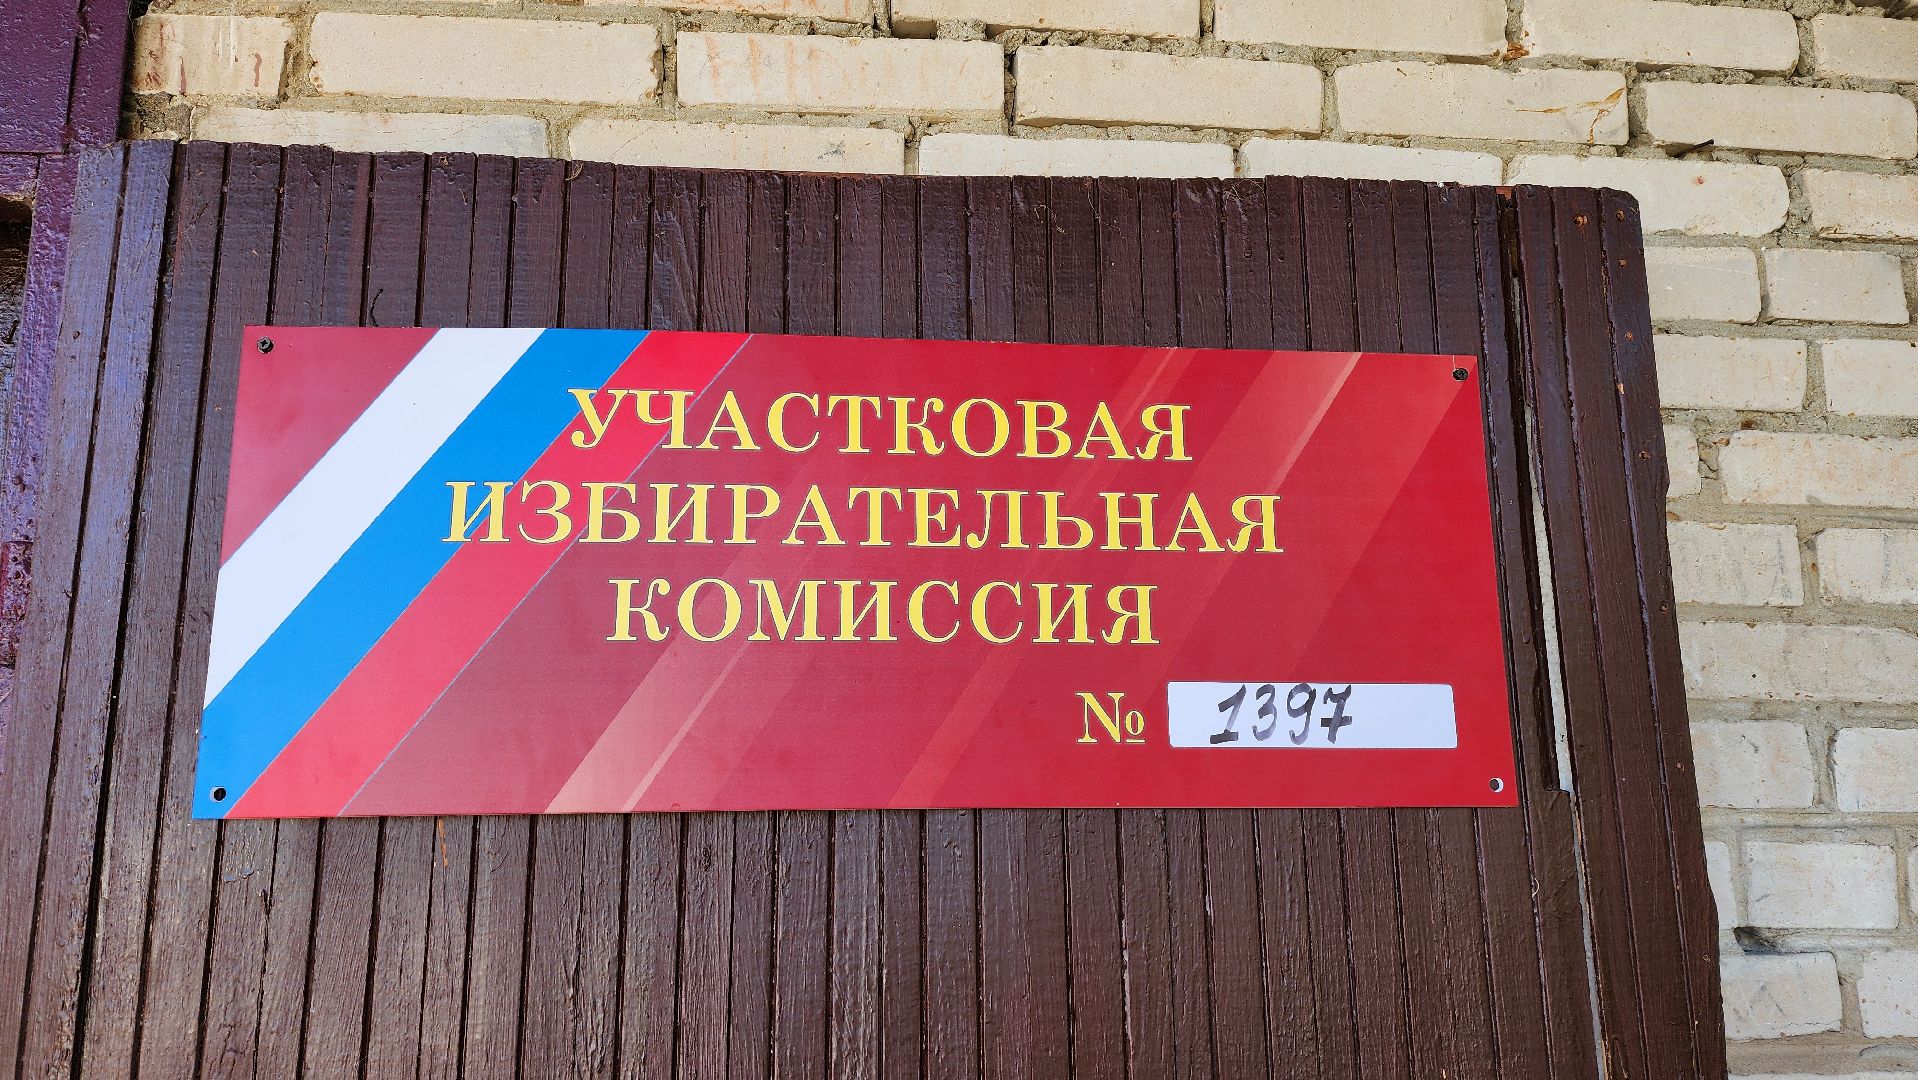 УЧАСТКОВАЯ
ИЗБИРАТЕЛЬНАЯ
КОМИССИЯ
№ 1397